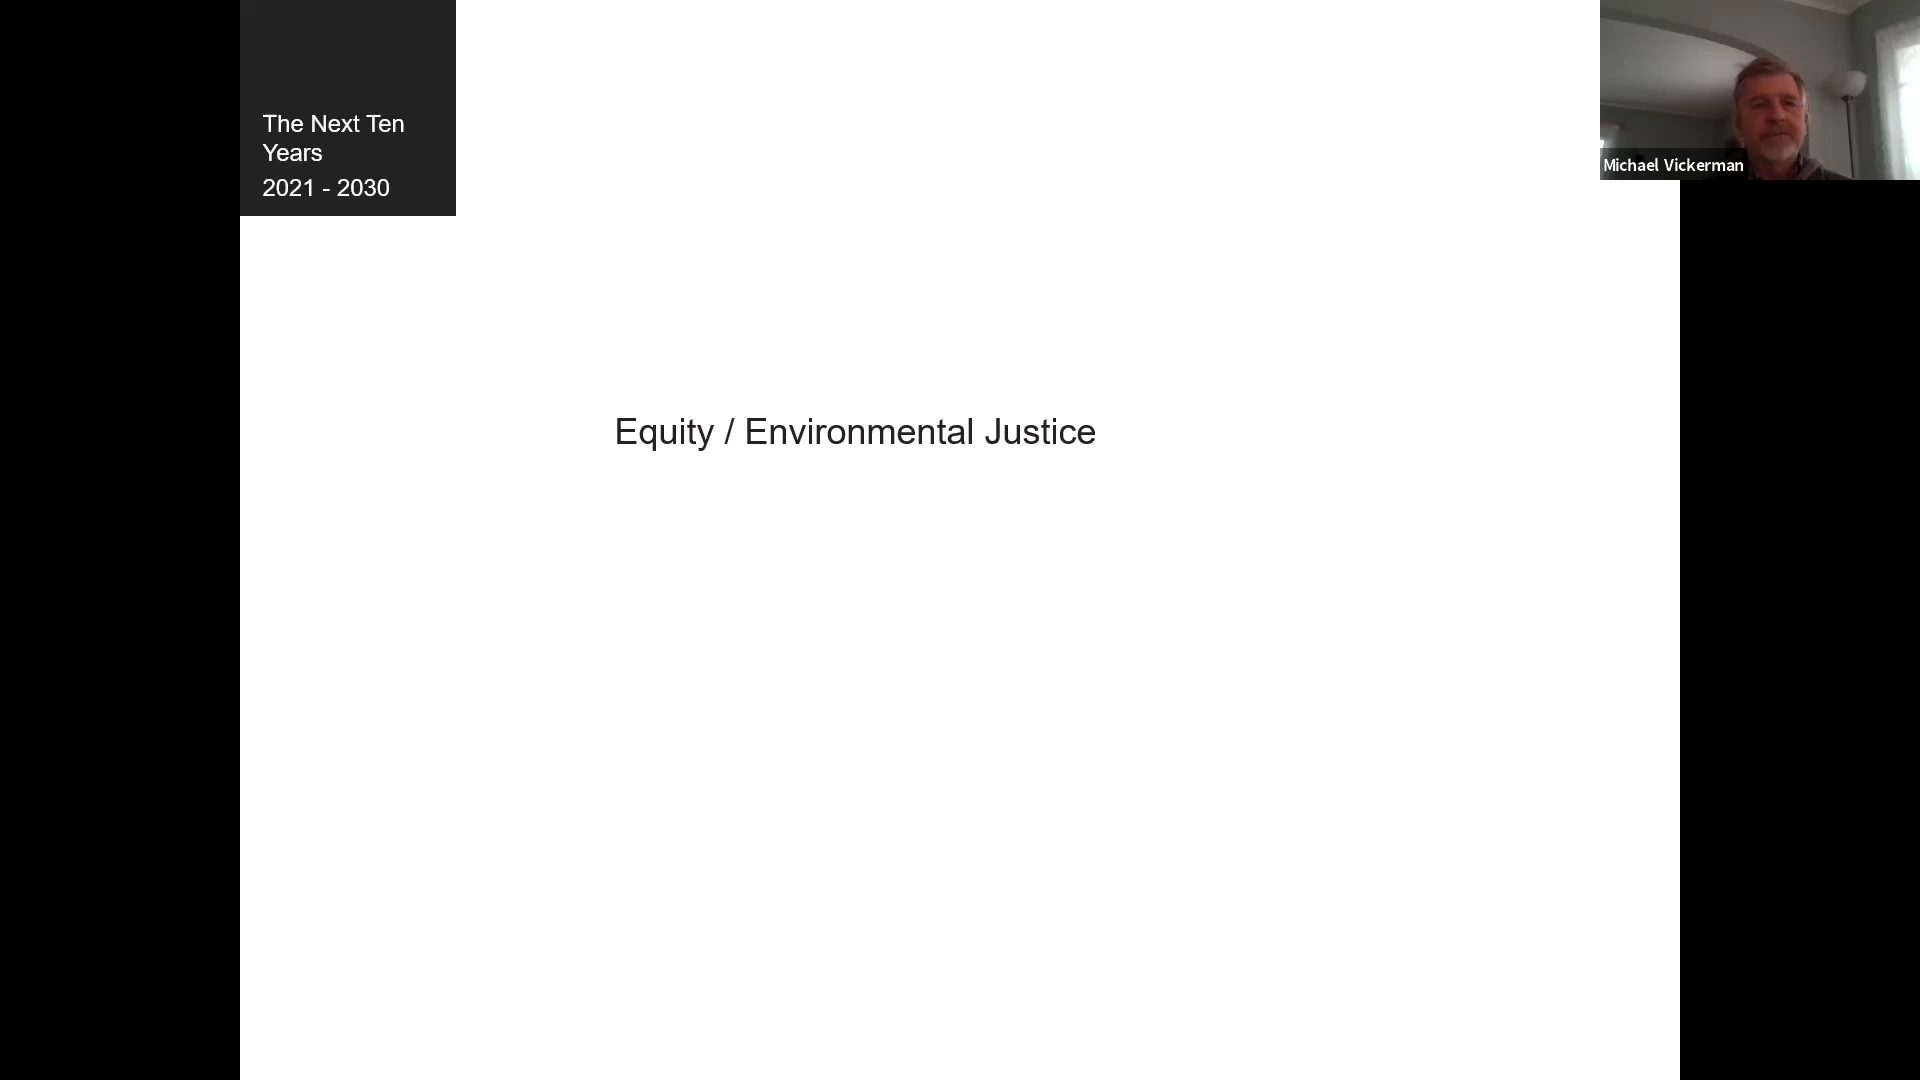 The Next Ten
Years
2021 - 2030
Michael Vickerman
Equity / Environmental Justice